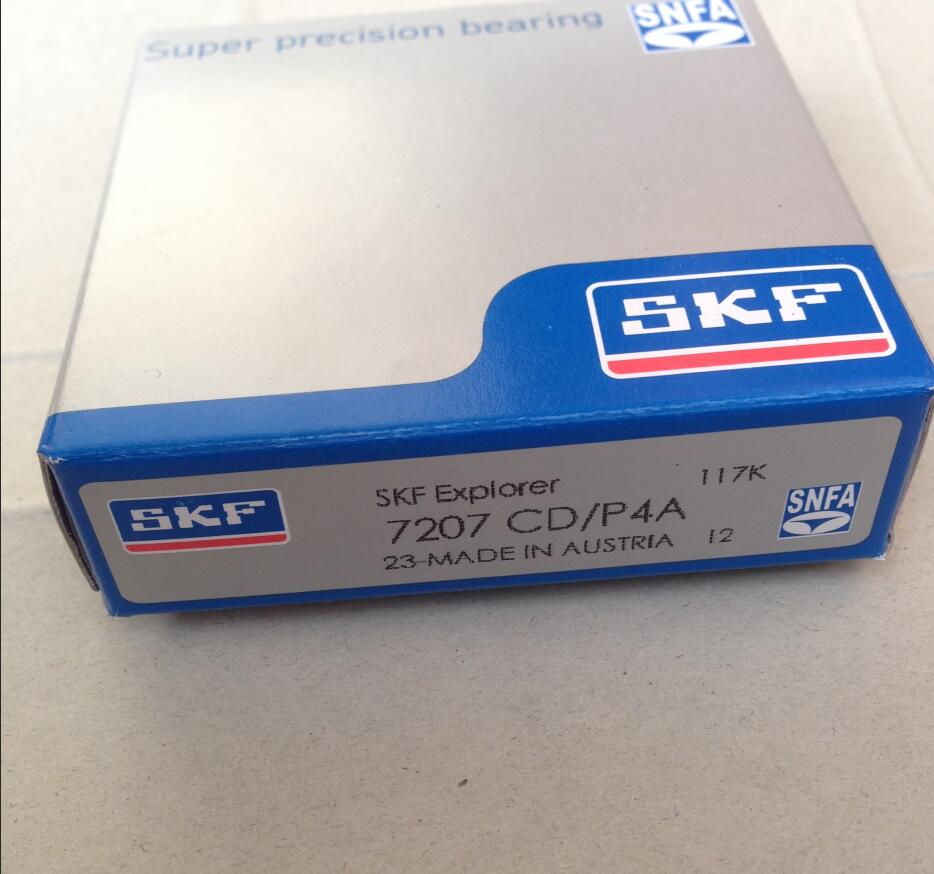 Super precision bearing
SNFA
SKF
SKF
SKF Explorer
117K
7207 CD/P4A
23-MADE IN AUSTRIA
12
SNFA